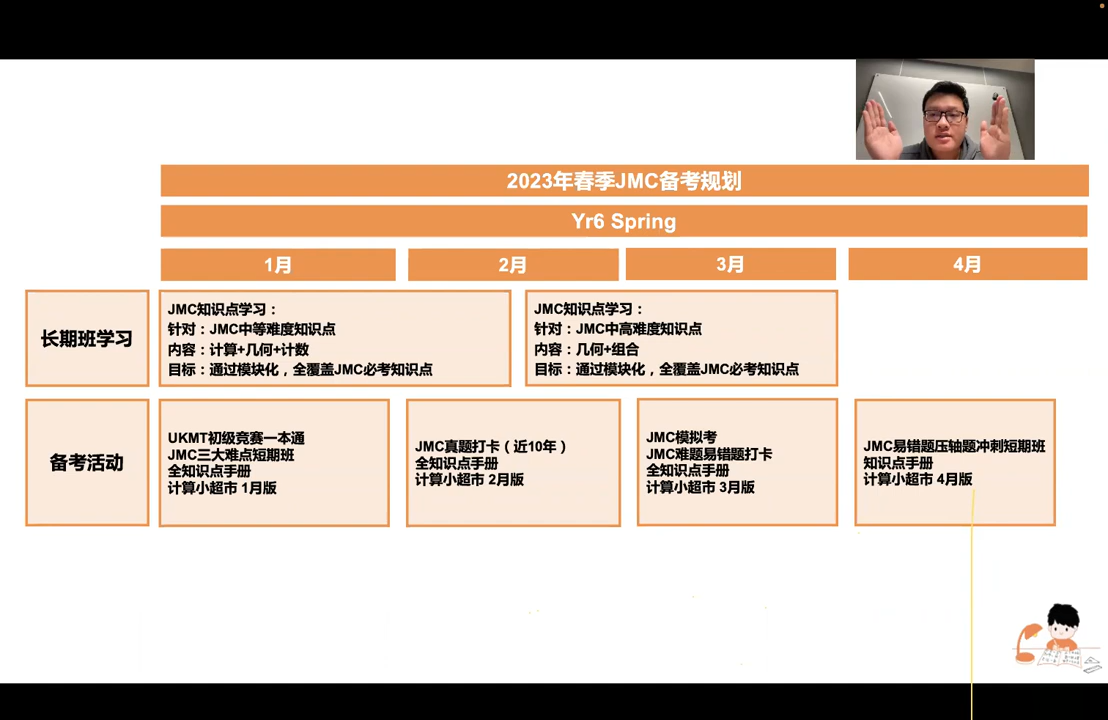 2023年春季JMC备考规划
Yr6 Spring
1月
2月
3月
4月
长期班学习
JMC知识点学习：
针对：JMC中等难度知识点
内容：计算+几何+计数
目标：通过模块化，全覆盖JMC必考知识点
JMC知识点学习：
针对：JMC中高难度知识点
内容：几何+组合
目标：通过模块化，全覆盖JMC必考知识点
备考活动
UKMT初级竞赛一本通
JMC三大难点短期班
全知识点手册
计算小超市 1月版
JMC真题打卡（近10年）
全知识点手册
计算小超市 2月版
JMC模拟考
JMC难题易错题打卡
全知识点手册
计算小超市 3月版
JMC易错题压轴题冲刺短期班
知识点手册
计算小超市 4月版